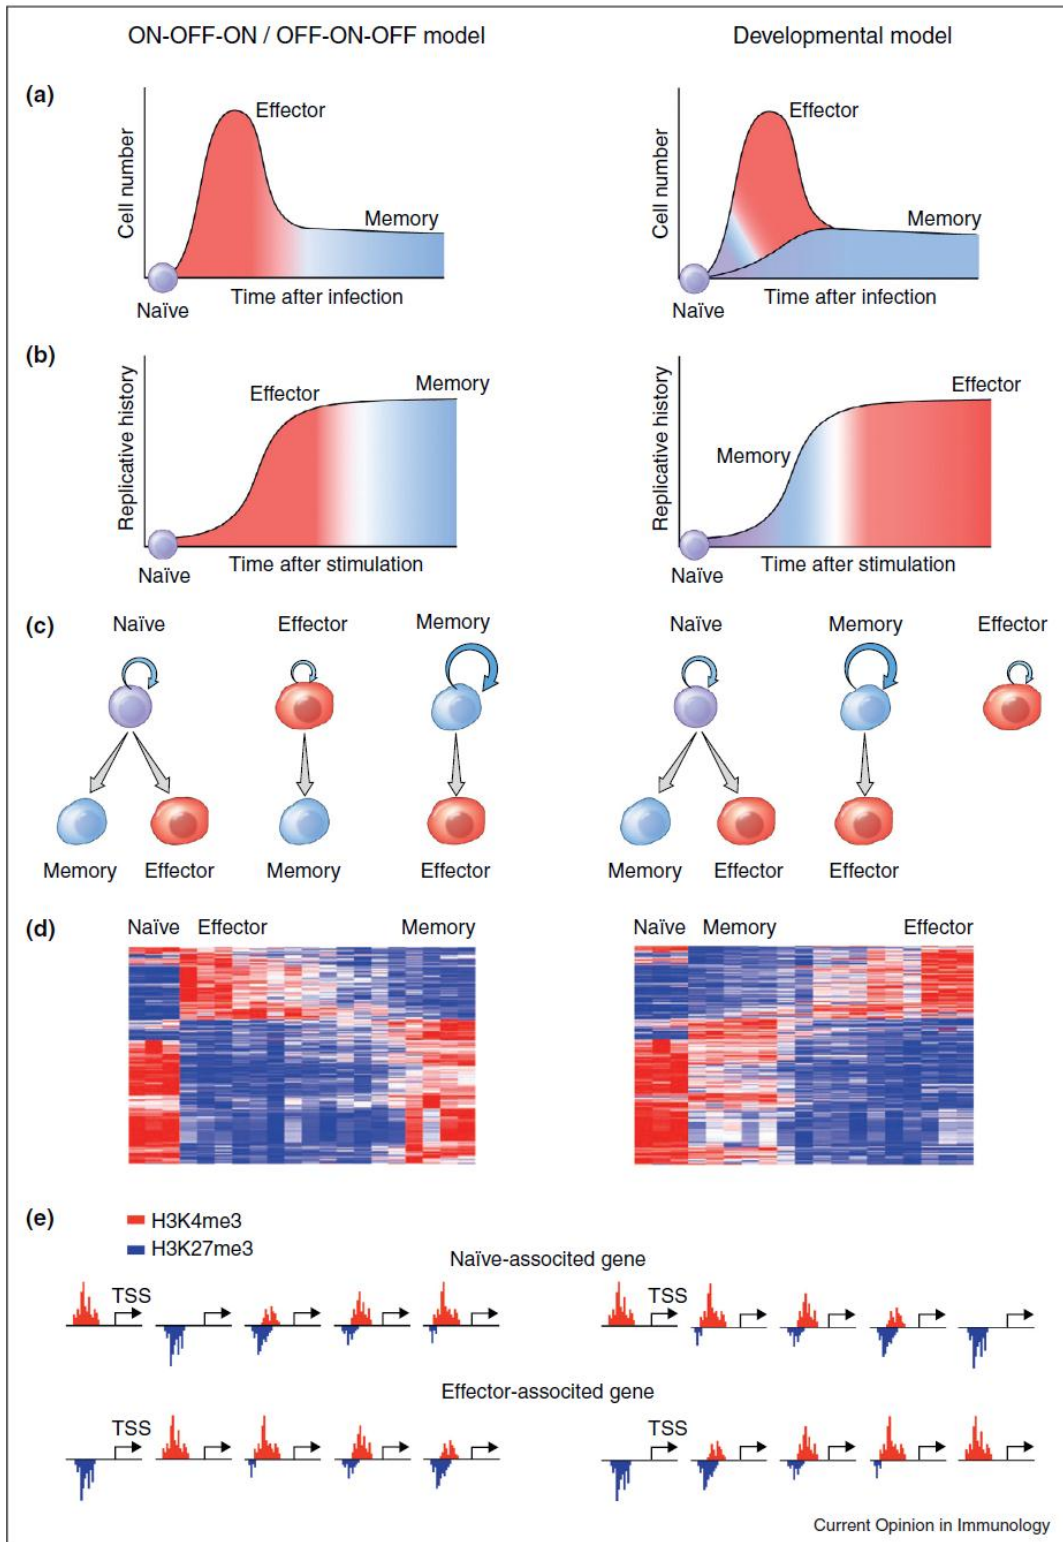 ON-OFF-ON / OFF-ON-OFF model
Developmental model
(a)
Cell number
Effector
Memory
Naïve
Time after infection
Cell number
Effector
Memory
Naïve
Time after infection
(b)
Replicative history
Effector
Memory
Naïve
Time after stimulation
Replicative history
Memory
Effector
Naïve
Time after stimulation
(c)
Naïve
Effector
Memory
Memory
Effector
Memory
Effector
Naïve
Memory
Effector
Memory
Effector
Effector
(d)
Naïve
Effector
Memory
Naïve
Memory
Effector
(e)
H3K4me3
H3K27me3
Naïve-associted gene
TSS
TSS
Effector-associted gene
TSS
TSS
Current Opinion in Immunology